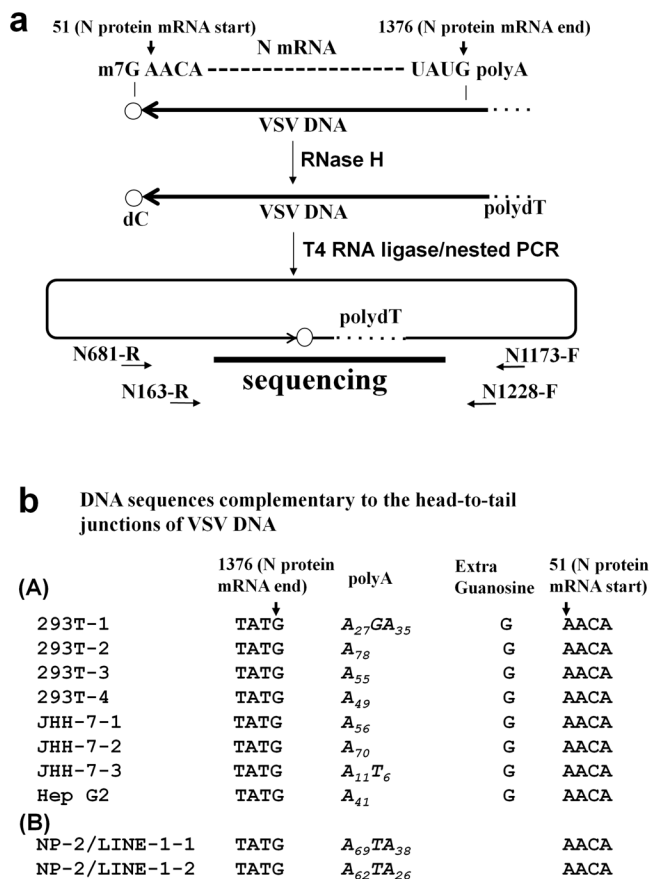 a
51 (N protein mRNA start) 1376 (N protein mRNA end)
N mRNA
m7G AACA UAUG polyA
VSV DNA
RNase H
VSV DNA polydT
dC
T4 RNA ligase/nested PCR
polydT
N681-R N1173-F
sequencing
N163-R N1228-F
b DNA sequences complementary to the head-to-tail
junctions of VSV DNA
1376 (N protein Extra 51 (N protein
(A) mRNA end) polyA Guanosine mRNA start)
293T-1 TATG A27GA35 G AACA
293T-2 TATG A78 G AACA
293T-3 TATG A55 G AACA
293T-4 TATG A49 G AACA
JHH-7-1 TATG A56 G AACA
JHH-7-2 TATG A70 G AACA
JHH-7-3 TATG A11T6 G AACA
Hep G2 TATG A41 G AACA
(B)
NP-2/LINE-1-1 TATG A69TA38 AACA
NP-2/LINE-1-2 TATG A62TA26 AACA